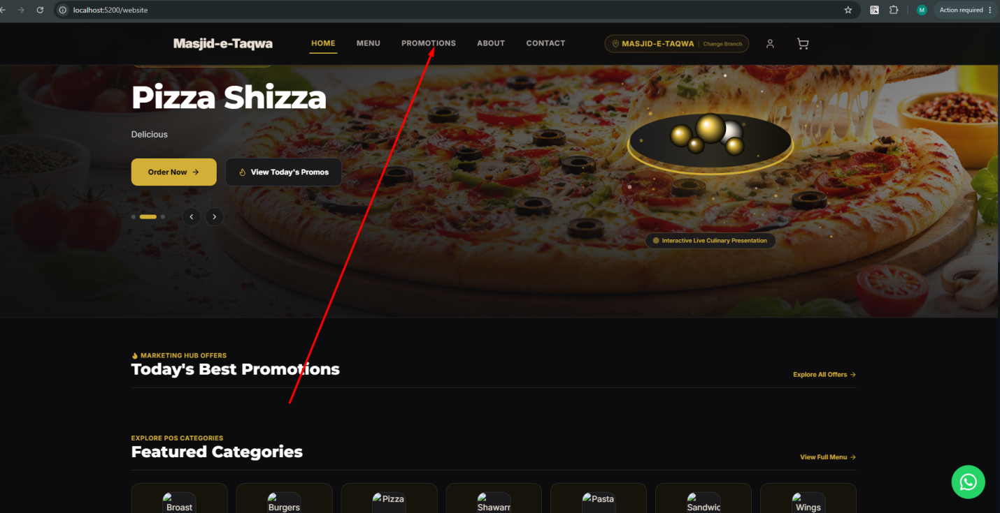 localhost:5200/website
M
Action required
Masjid-e-Taqwa
HOME
MENU
PROMOTIONS
ABOUT
CONTACT
MASJID-E-TAQWA | Change Branch
Pizza Shizza
Delicious
Order Now →
View Today's Promos
Interactive Live Culinary Presentation
MARKETING HUB OFFERS
Today's Best Promotions
Explore All Offers →
EXPLORE POS CATEGORIES
Featured Categories
View Full Menu →
Broast
Burgers
Pizza
Shawarr
Pasta
Sandwic
Wings